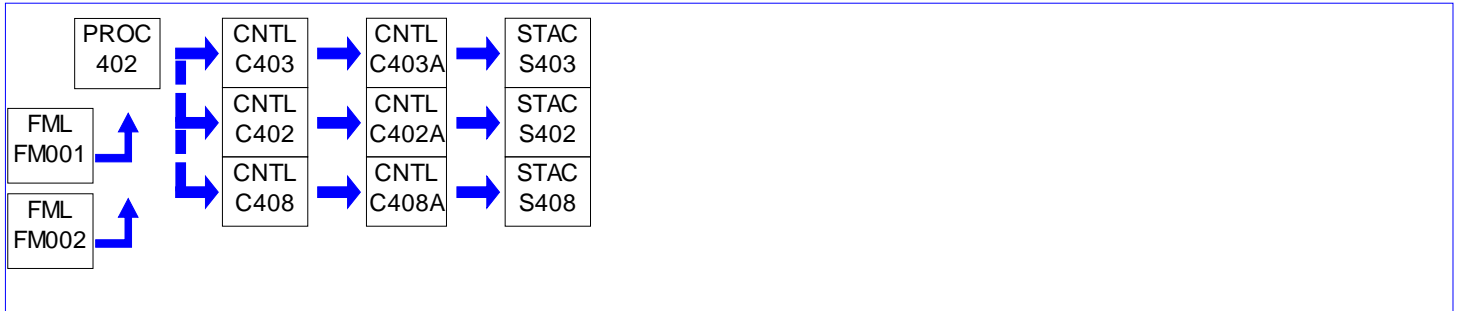 PROC
402
CNTL
C403
CNTL
C403A
STAC
S403
CNTL
C402
CNTL
C402A
STAC
S402
FML
FM001
CNTL
C408
CNTL
C408A
STAC
S408
FML
FM002